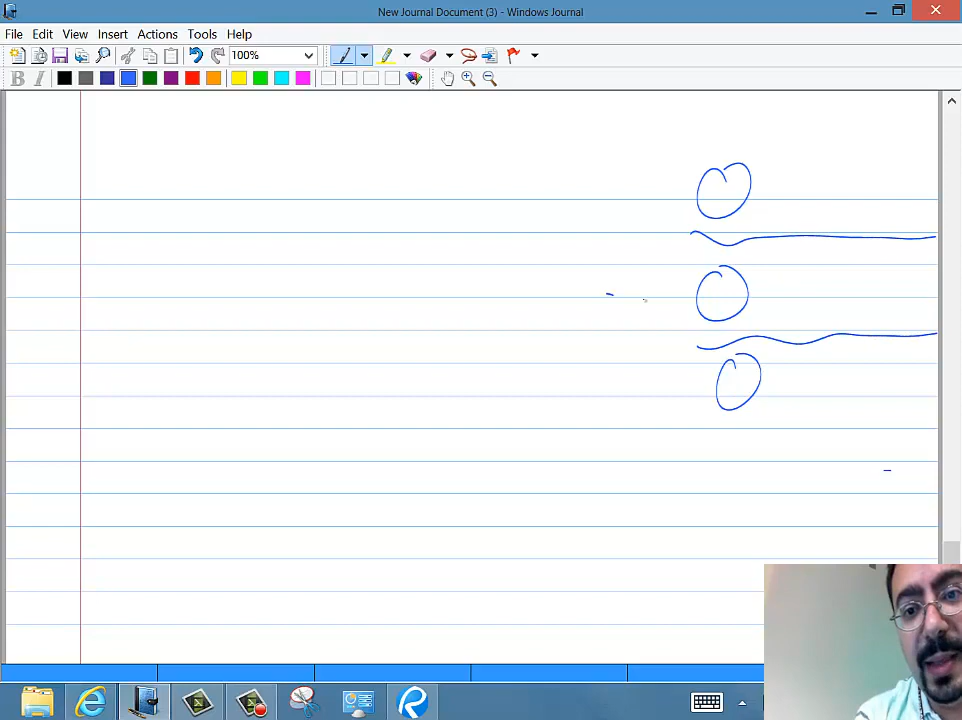 New Journal Document (3) - Windows Journal
File Edit View Insert Actions Tools Help
100%
B I